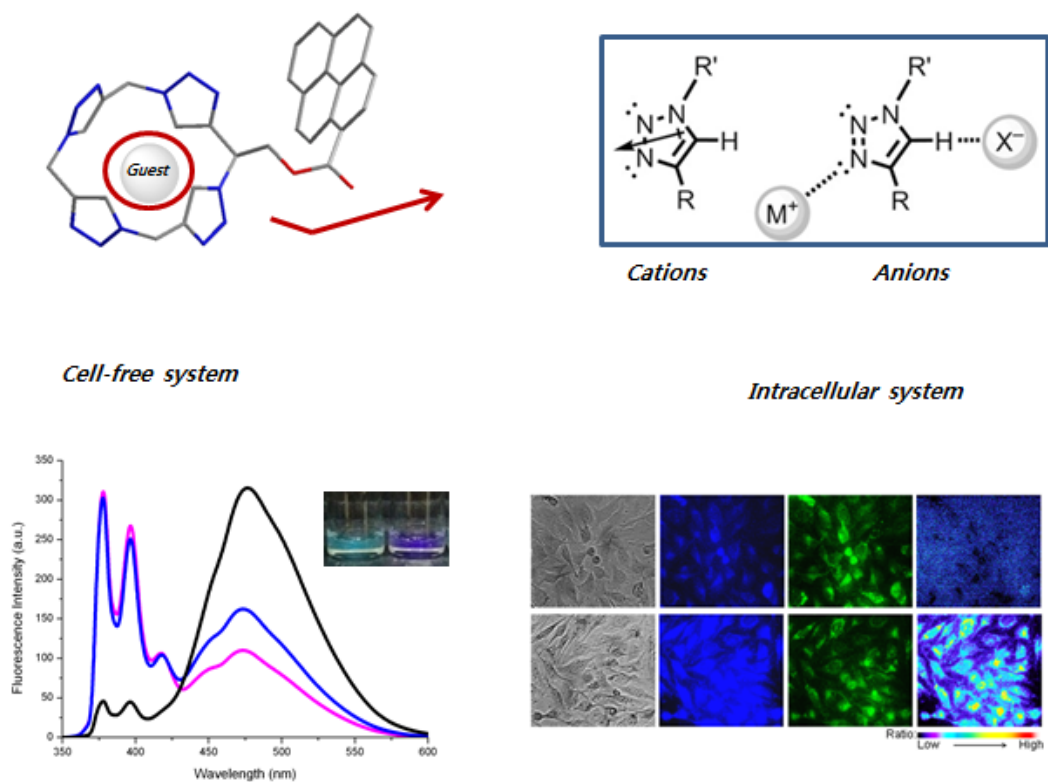 Guest
R'
N
N
N
H
R
R'
N
N
N
H
X⁻
M⁺
R
Cations
Anions
Cell-free system
Intracellular system
350
300
250
200
150
100
50
0
Fluorescence Intensity (a.u.)
350 400 450 500 550 600
Wavelength (nm)
Ratio:
Low
High